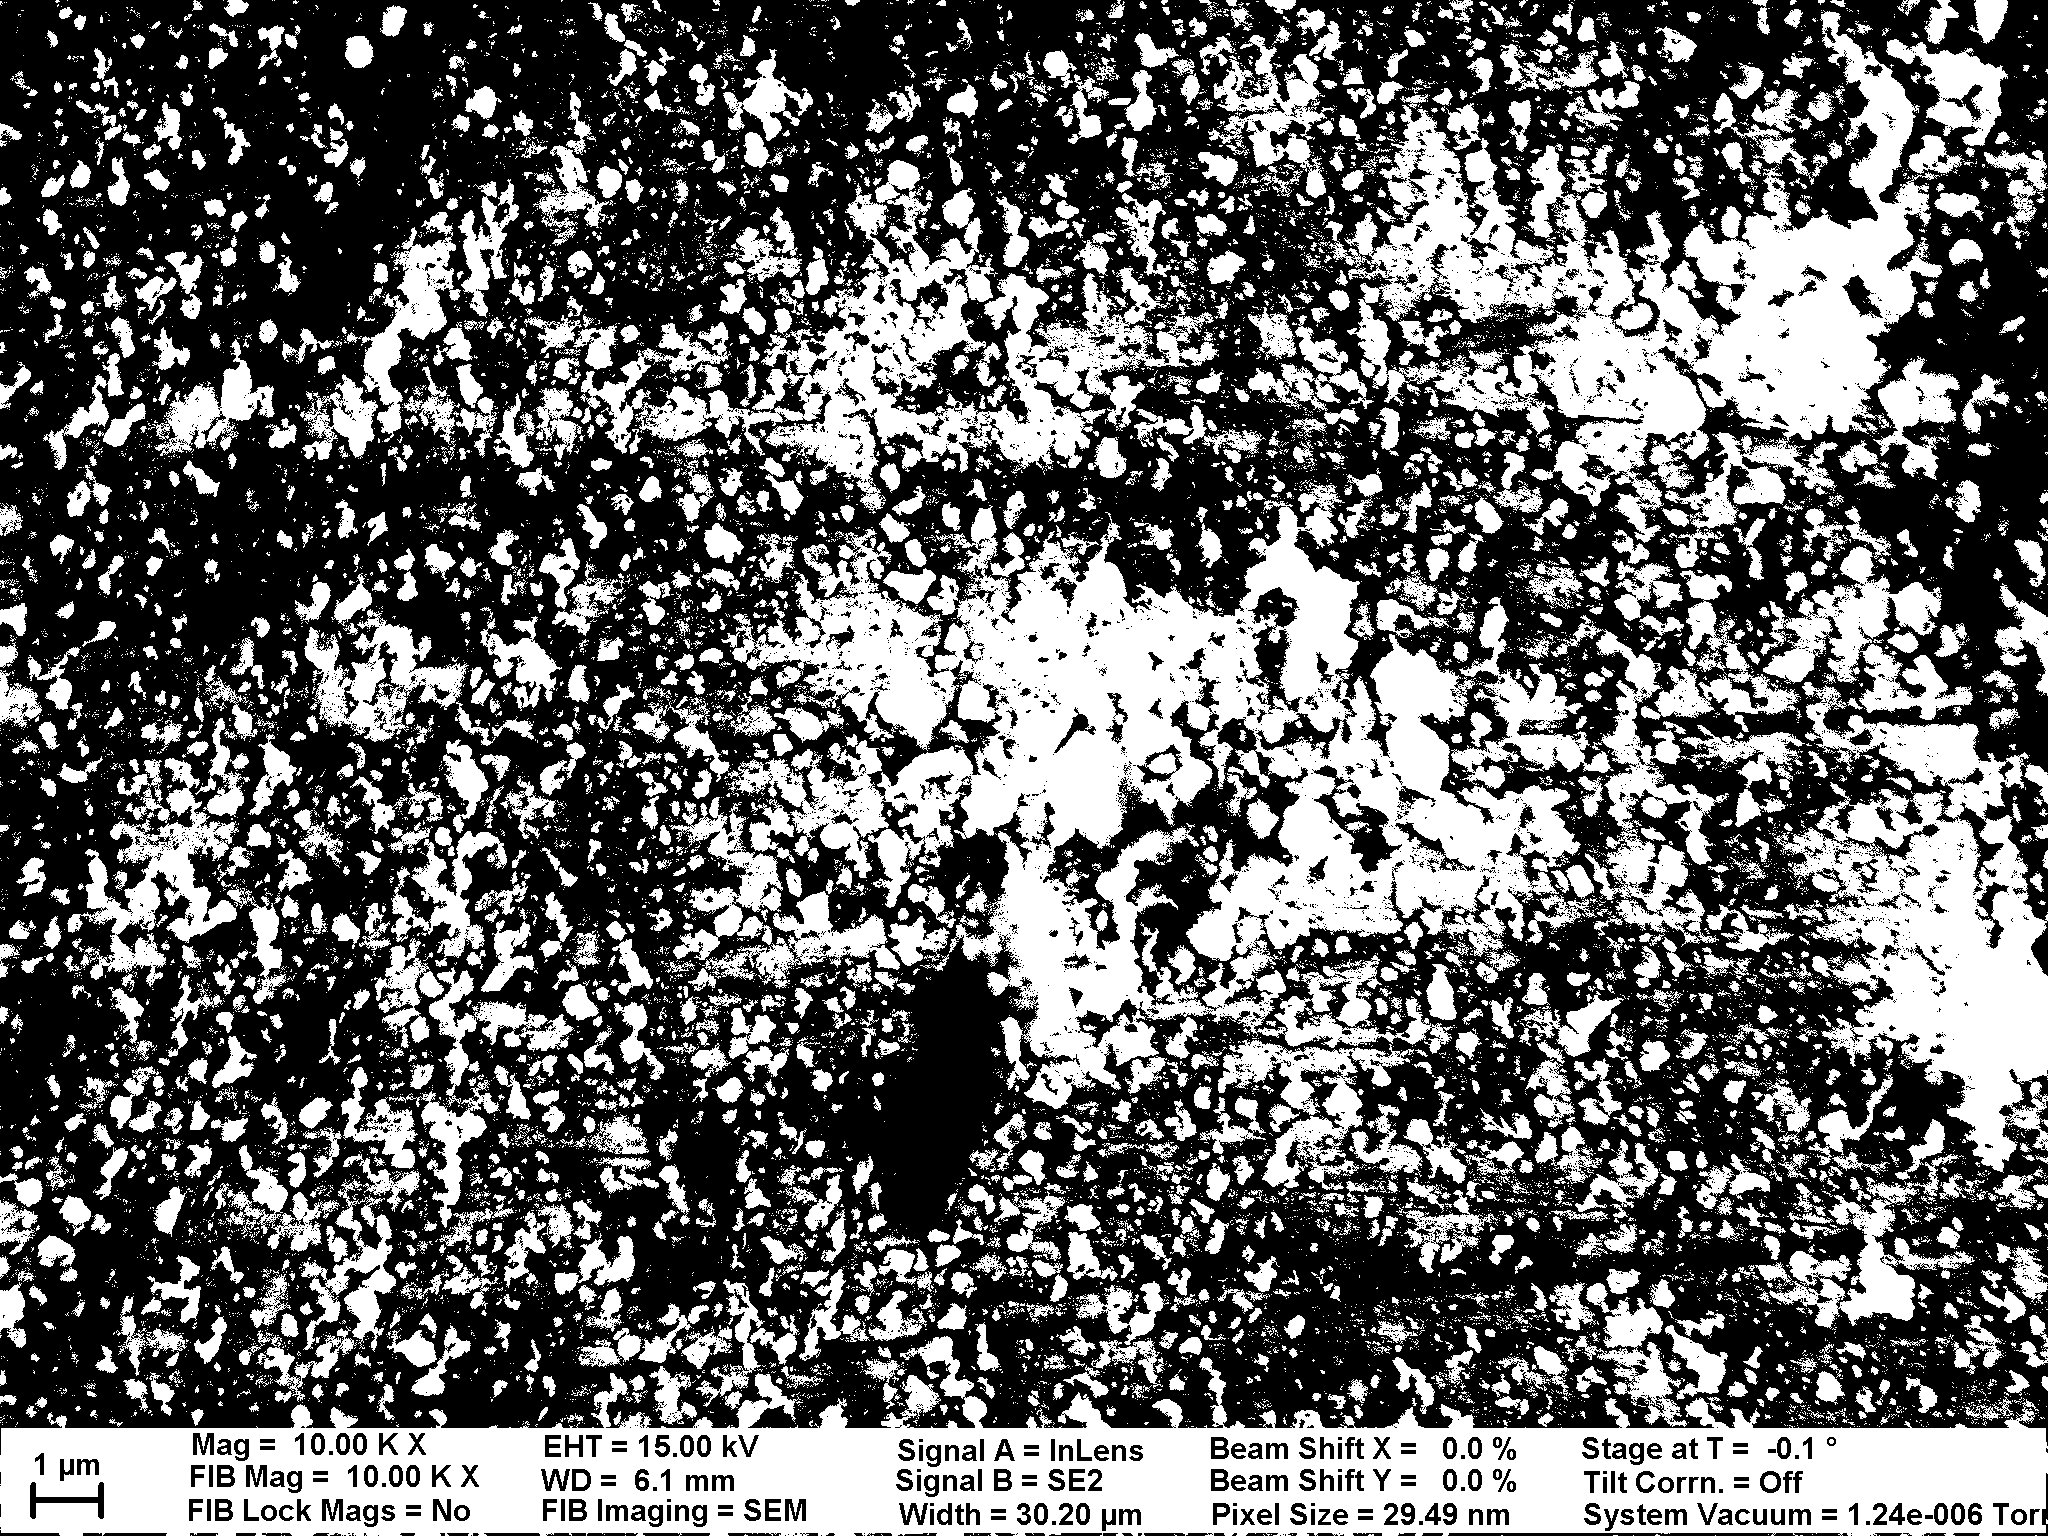 1 µm
Mag = 10.00 K X
FIB Mag = 10.00 K X
FIB Lock Mags = No
EHT = 15.00 kV
WD = 6.1 mm
FIB Imaging = SEM
Signal A = InLens
Signal B = SE2
Width = 30.20 µm
Beam Shift X = 0.0 %
Beam Shift Y = 0.0 %
Pixel Size = 29.49 nm
Stage at T = -0.1 °
Tilt Corrn. = Off
System Vacuum = 1.24e-006 Torr